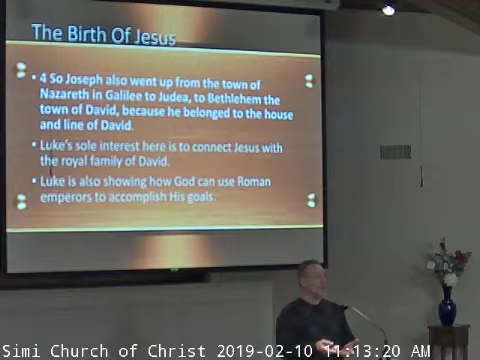 The Birth Of Jesus
• 4 So Joseph also went up from the town of
Nazareth in Galilee to Judea, to Bethlehem the
town of David, because he belonged to the house
and line of David.
• Luke's sole interest here is to connect Jesus with
the royal family of David.
• Luke is also showing how God can use Roman
emperors to accomplish His goals.
Simi Church of Christ 2019-02-10 11:13:20 AM